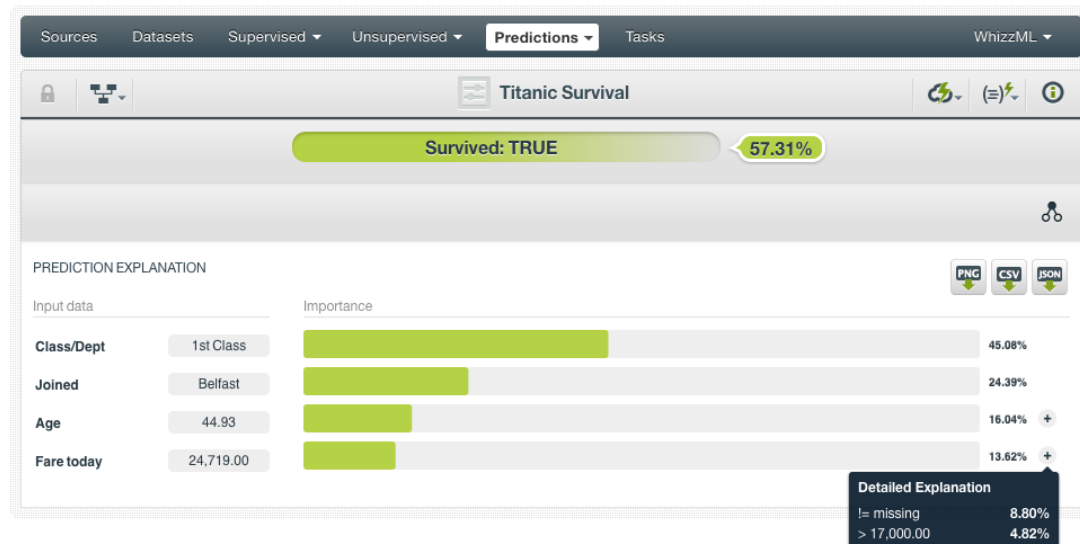 Sources Datasets Supervised Unsupervised Predictions Tasks WhizzML
Titanic Survival
Survived: TRUE 57.31%
PREDICTION EXPLANATION
PNG CSV JSON
Input data Importance
Class/Dept 1st Class 45.08%
Joined Belfast 24.39%
Age 44.93 16.04% +
Fare today 24,719.00 13.62% +
Detailed Explanation
!= missing 8.80%
> 17,000.00 4.82%